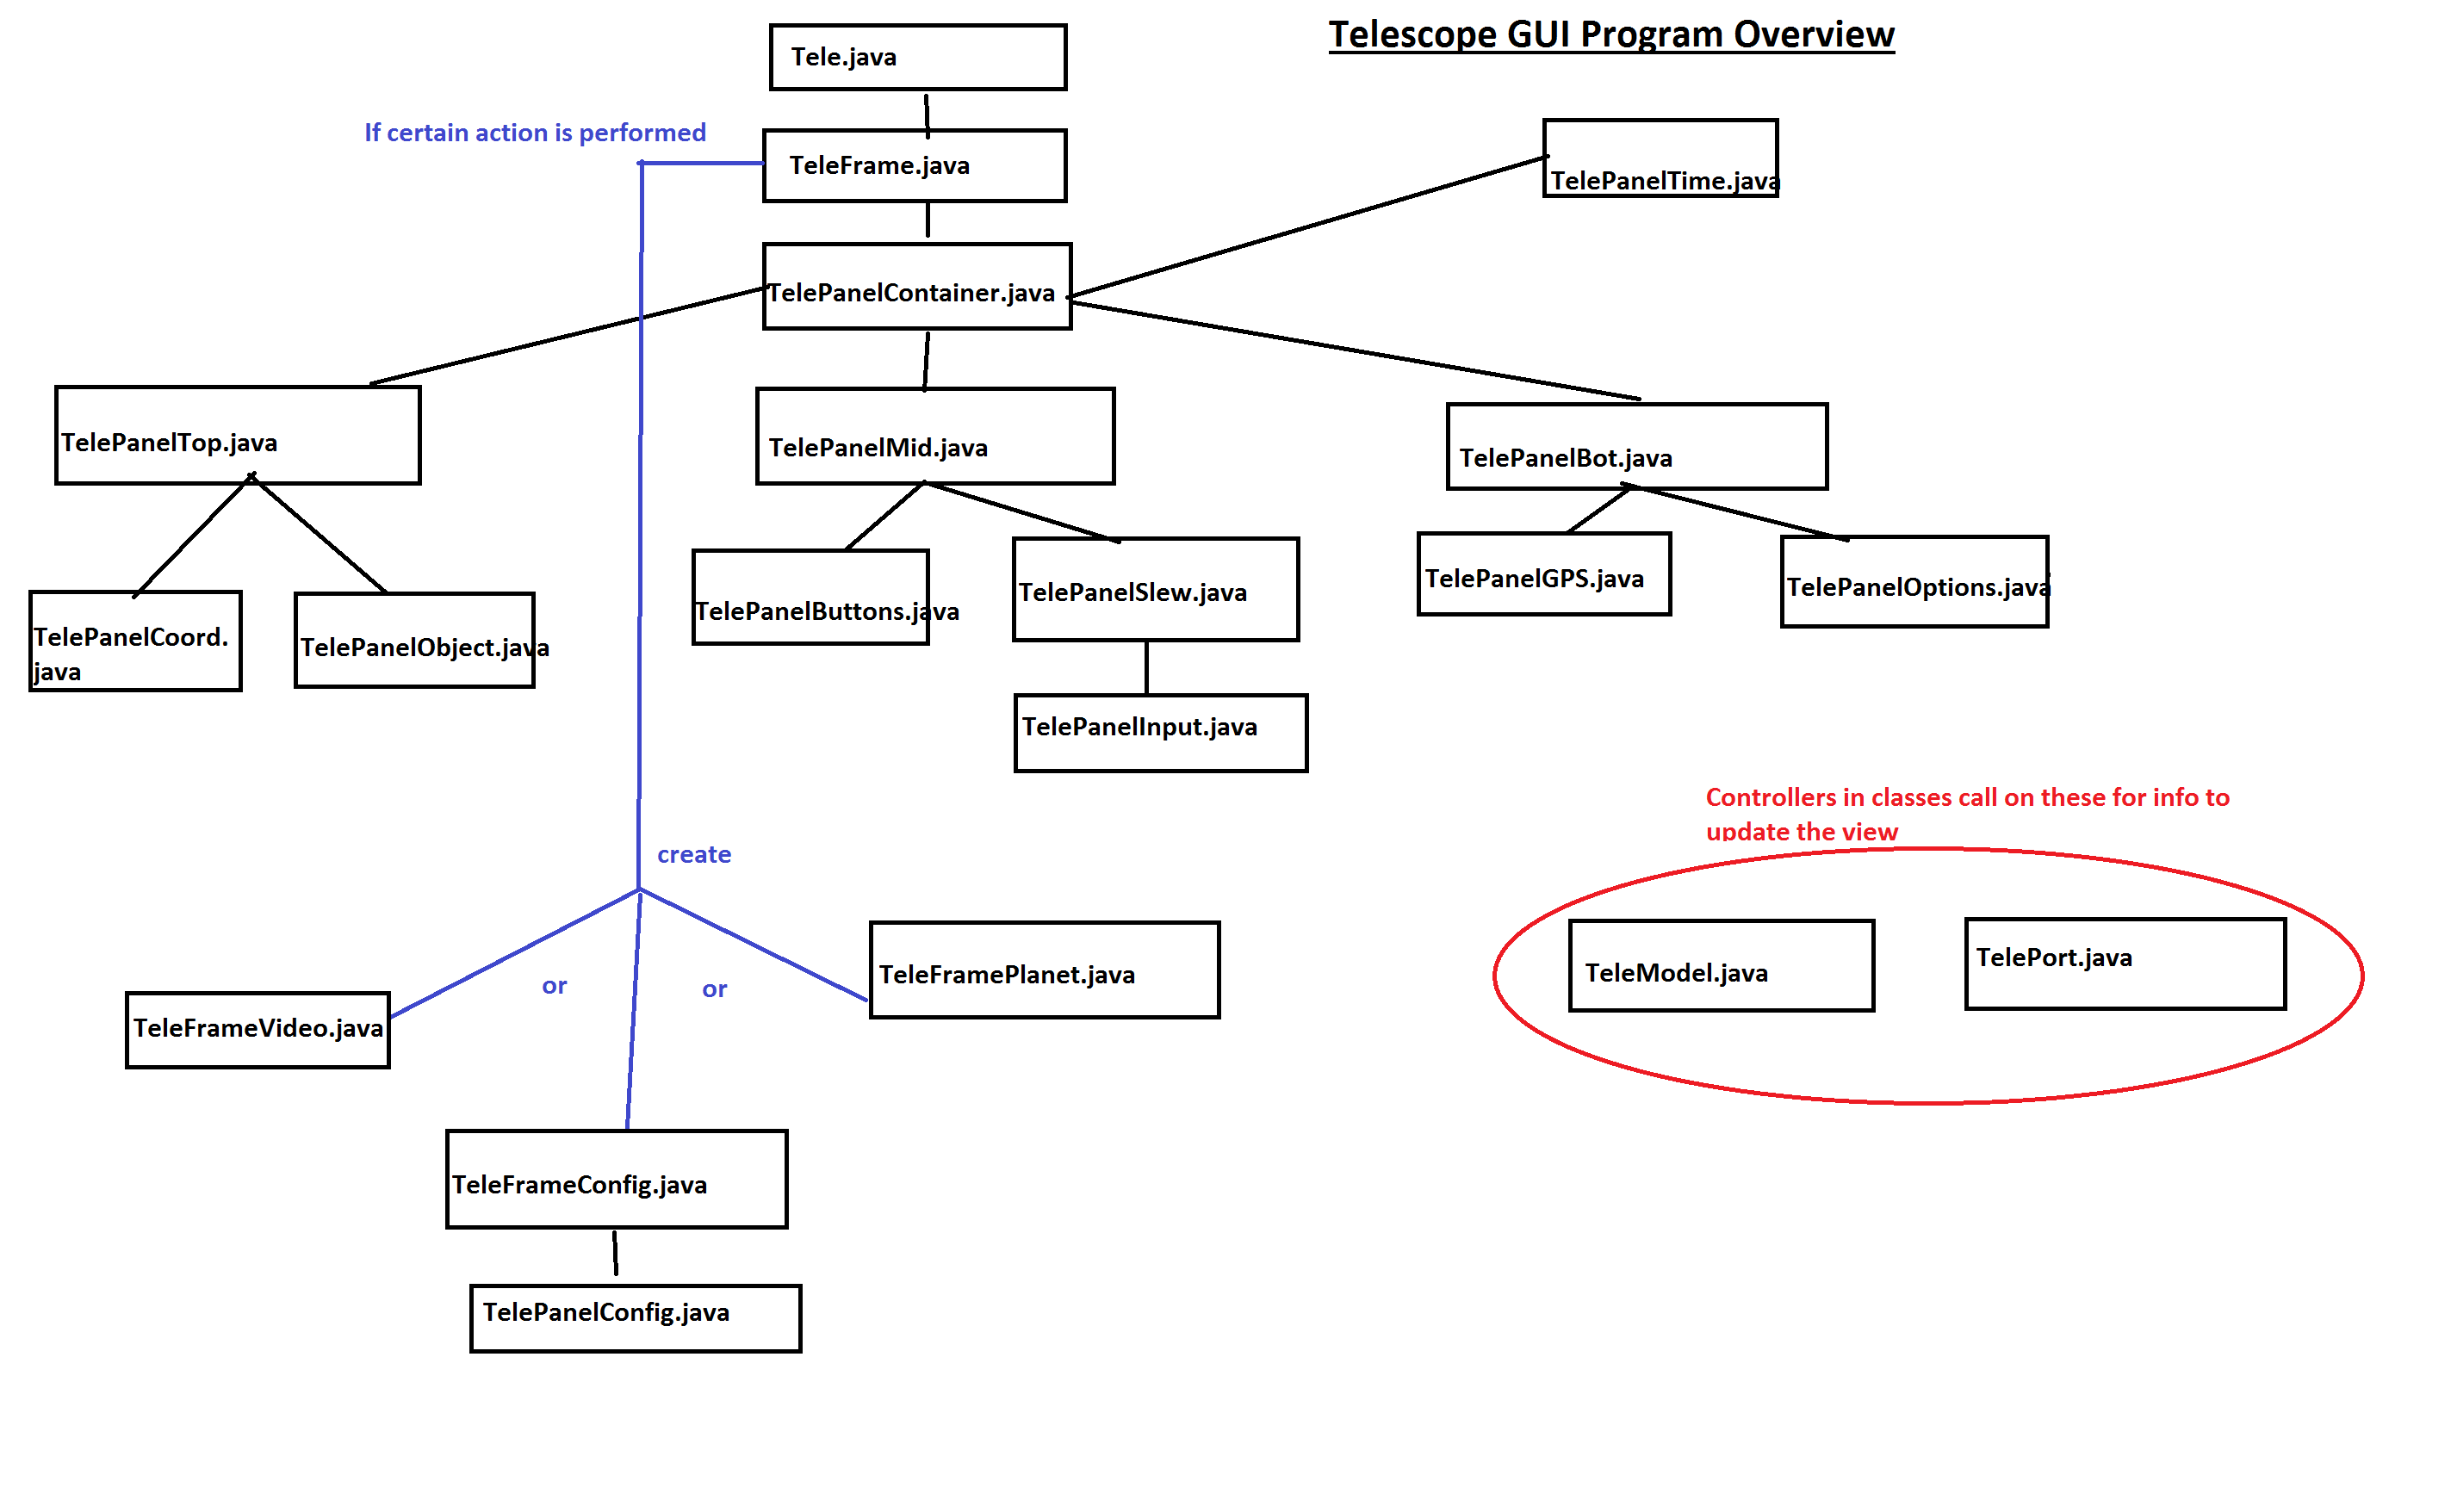 Telescope GUI Program Overview
Tele.java
If certain action is performed
TeleFrame.java
TelePanelTime.java
TelePanelContainer.java
TelePanelTop.java
TelePanelMid.java
TelePanelBot.java
TelePanelCoord.
java
TelePanelObject.java
TelePanelButtons.java
TelePanelSlew.java
TelePanelGPS.java
TelePanelOptions.java
TelePanelInput.java
Controllers in classes call on these for info to
update the view
create
or
or
TeleFramePlanet.java
TeleModel.java
TelePort.java
TeleFrameVideo.java
TeleFrameConfig.java
TelePanelConfig.java